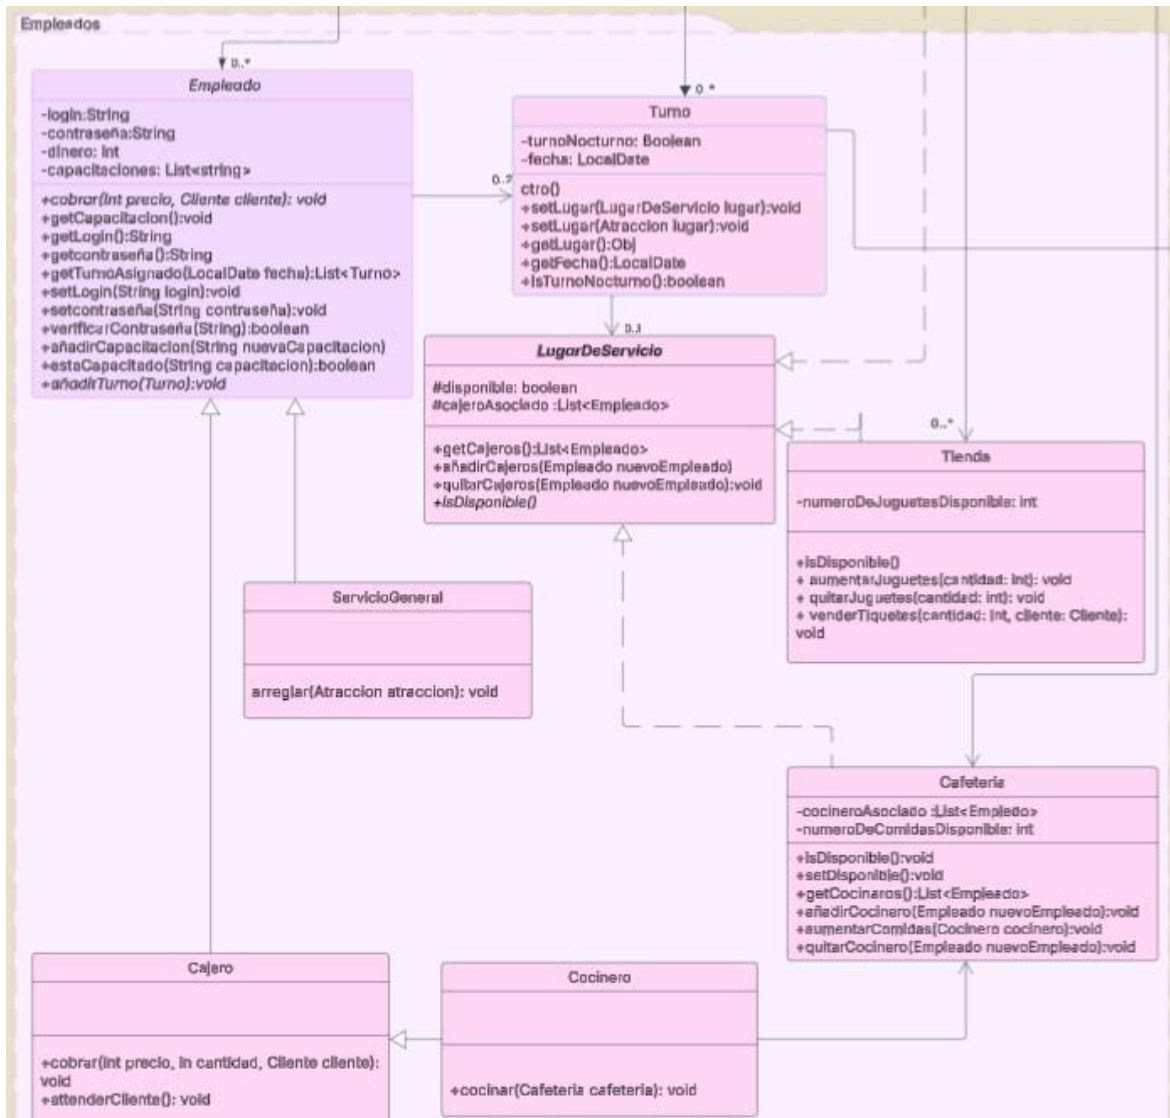 Empleados
0..*
Empleado
-login:String
-contraseña:String
-dinero: int
-capacitaciones: List<string>
+cobrar(int precio, Cliente cliente): void
+getCapacitacion():void
+getLogin():String
+getcontraseña():String
+getTurnoAsignado(LocalDate fecha):List<Turno>
+setLogin(String login):void
+setcontraseña(String contraseña):void
+verificarContraseña(String):boolean
+añadirCapacitacion(String nuevaCapacitacion)
+estaCapacitado(String capacitacion):boolean
+añadirTurno(Turno):void
0 *
Turno
-turnoNocturno: Boolean
-fecha: LocalDate
ctro()
+setLugar(LugarDeServicio lugar):void
+setLugar(Atraccion lugar):void
+getLugar():Obj
+getFecha():LocalDate
+isTurnoNocturno():boolean
0..1
LugarDeServicio
#disponible: boolean
#cajeroAsociado :List<Empleado>
+getCajeros():List<Empleado>
+añadirCajeros(Empleado nuevoEmpleado)
+quitarCajeros(Empleado nuevoEmpleado):void
+isDisponible()
0..*
Tienda
-numeroDeJuguetesDisponible: int
+isDisponible()
+ aumentarJuguetes(cantidad: int): void
+ quitarJuguetes(cantidad: int): void
+ venderTiquetes(cantidad: int, cliente: Cliente):
void
ServicioGeneral
arreglar(Atraccion atraccion): void
Cafeteria
-cocineroAsociado :List<Empledo>
-numeroDeComidasDisponible: int
+isDisponible():void
+setDisponible():void
+getCocinaros():List<Empleado>
+añadirCocinero(Empleado nuevoEmpleado):void
+aumentarComidas(Cocinero cocinero):void
+quitarCocinero(Empleado nuevoEmpleado):void
Cajero
+cobrar(int precio, in cantidad, Cliente cliente):
void
+attenderCliente(): void
Cocinero
+cocinar(Cafeteria cafeteria): void